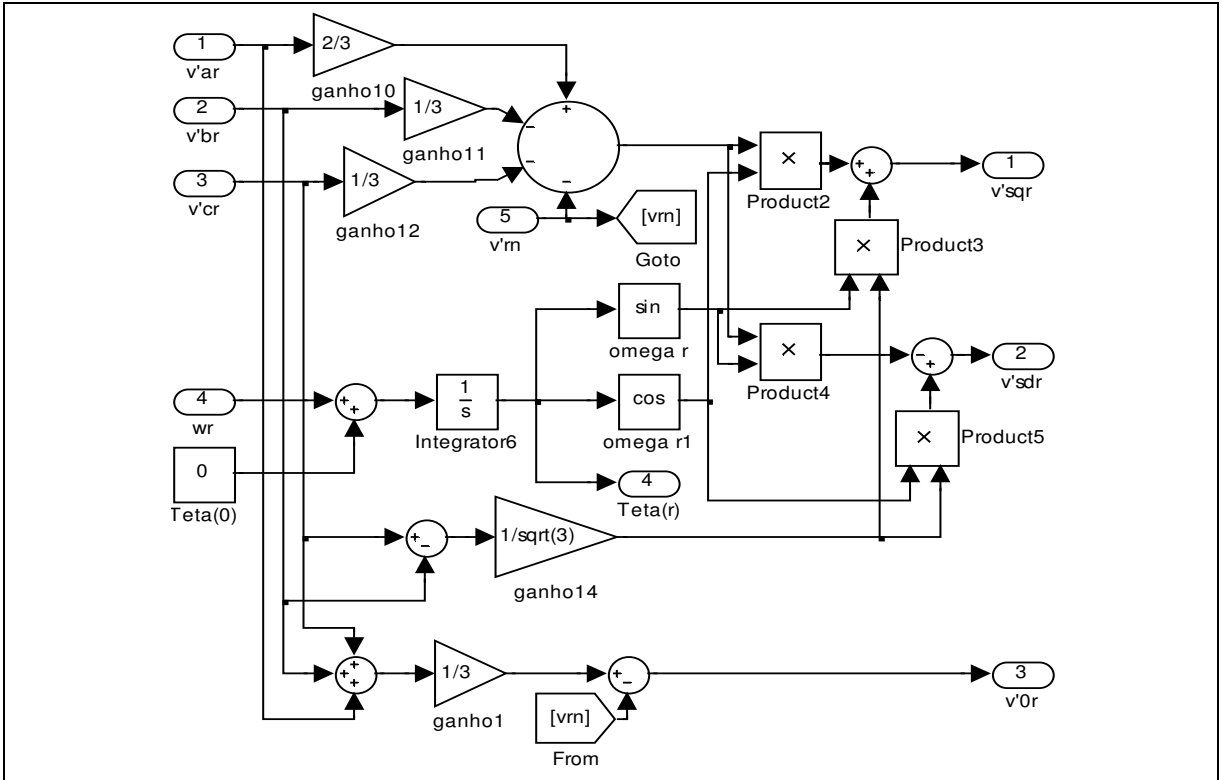 1
v'ar
2/3
ganho10
2
v'br
1/3
ganho11
3
v'cr
1/3
ganho12
+
−
−
−
5
v'rn
[vrn]
Goto
×
Product2
+
+
1
v'sqr
×
Product3
sin
omega r
×
Product4
−
+
2
v'sdr
4
wr
+
+
1
s
Integrator6
cos
omega r1
×
Product5
0
Teta(0)
4
Teta(r)
+
−
1/sqrt(3)
ganho14
+
+
+
1/3
ganho1
+
−
[vrn]
From
3
v'0r